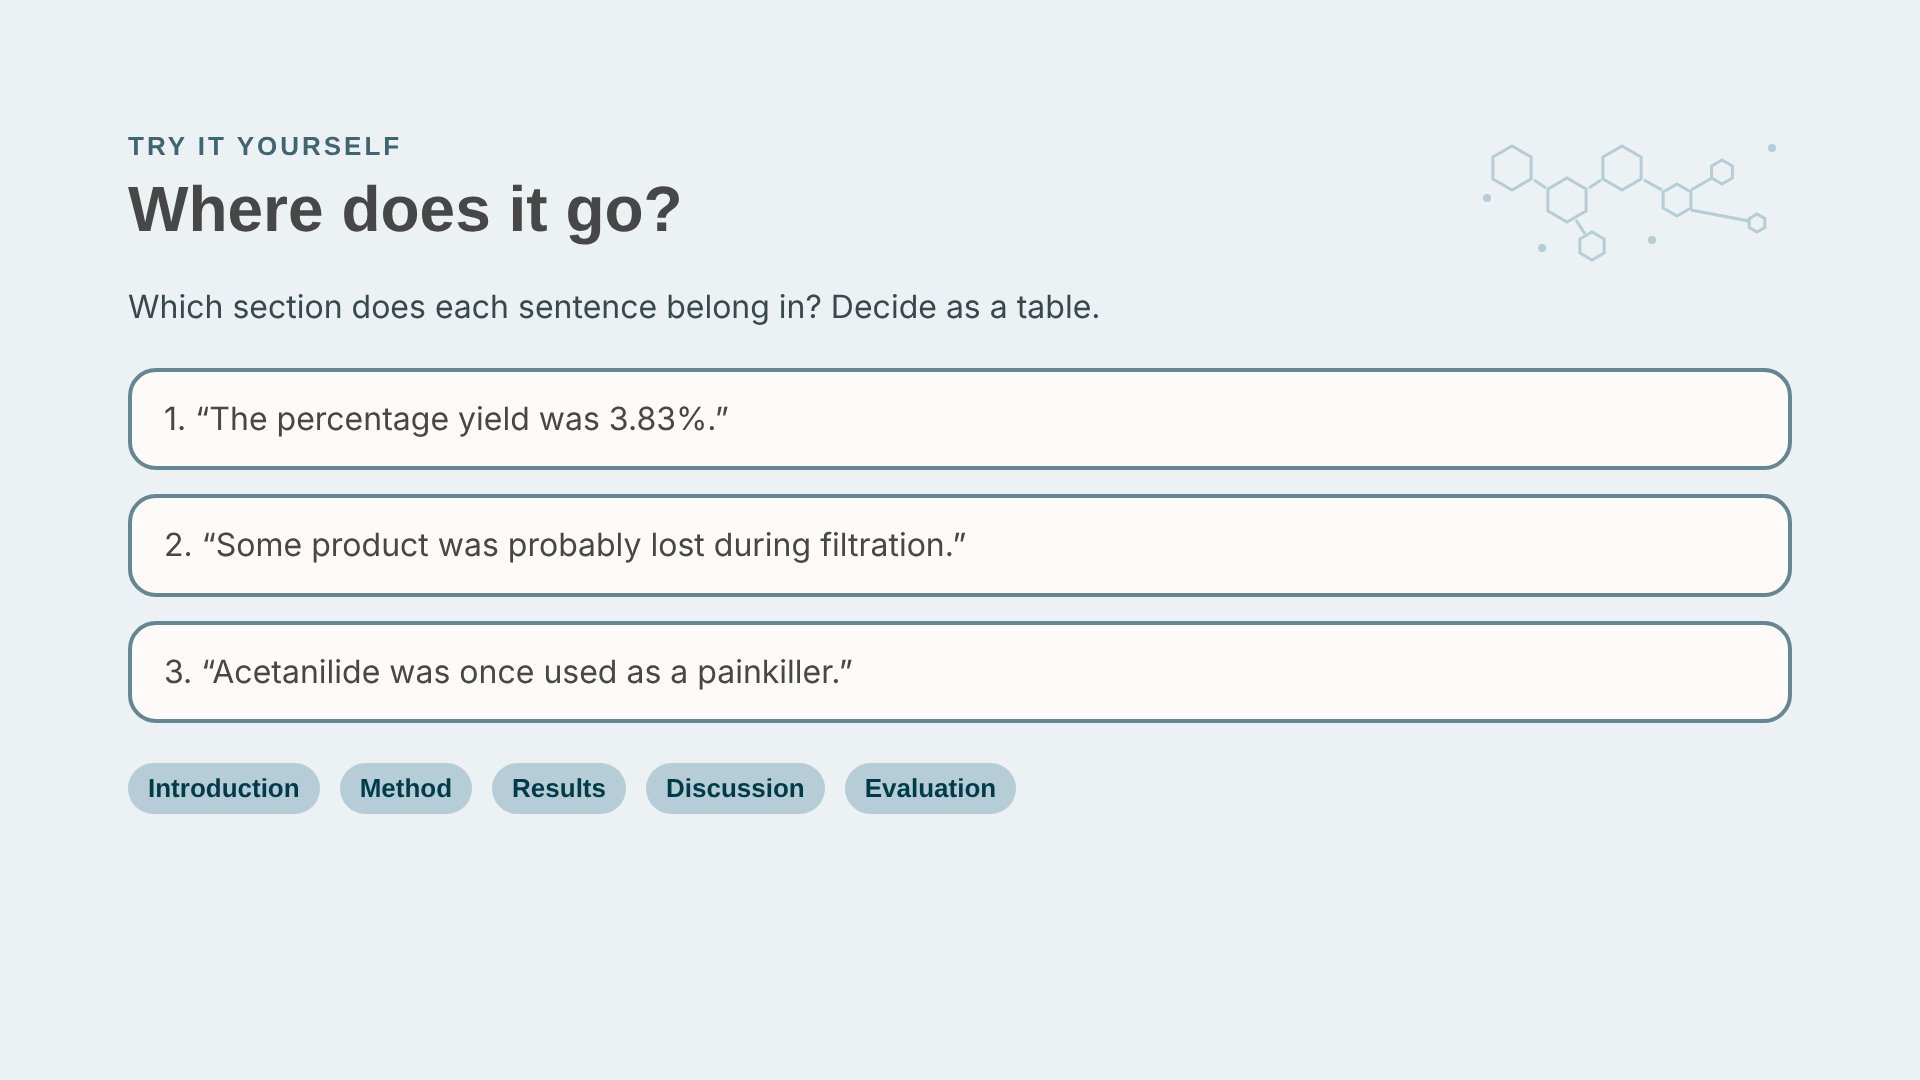 TRY IT YOURSELF
Where does it go?
Which section does each sentence belong in? Decide as a table.
1. “The percentage yield was 3.83%.”
2. “Some product was probably lost during filtration.”
3. “Acetanilide was once used as a painkiller.”
Introduction Method Results Discussion Evaluation